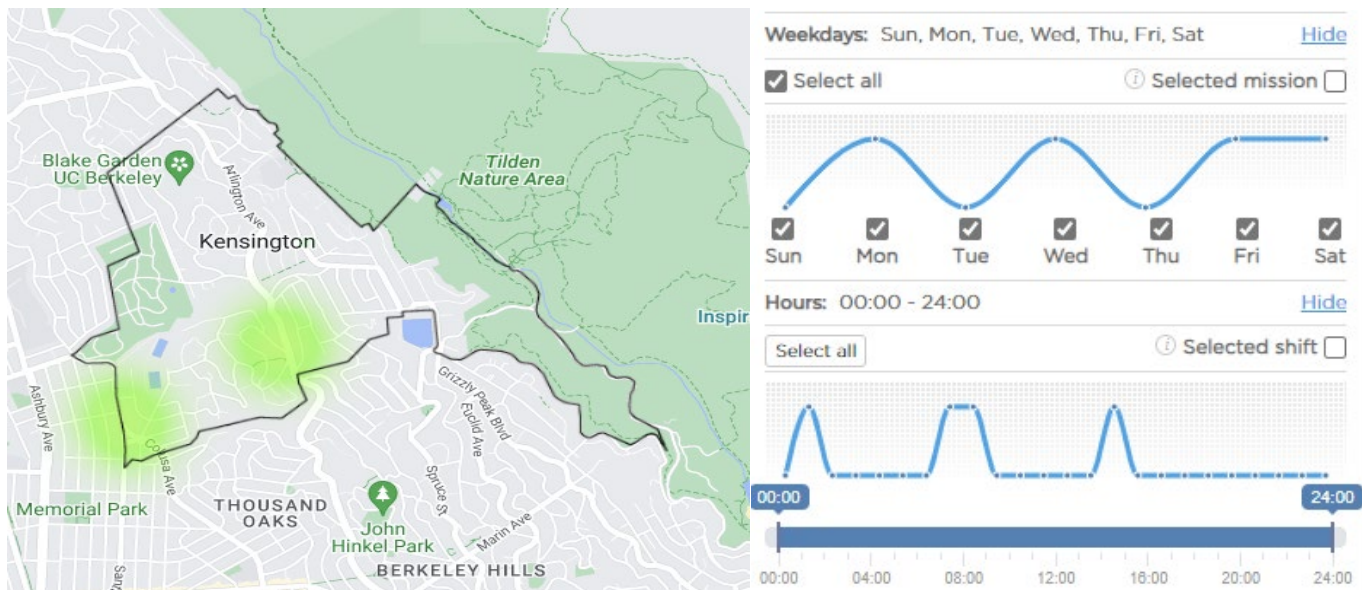 Blake Garden
UC Berkeley
Arlington Ave
Tilden
Nature Area
Kensington
Inspir
Ashbury Ave
Colusa Ave
Grizzly Peak Blvd
Euclid Ave
Spruce St
Memorial Park
THOUSAND
OAKS
John
Hinkel Park
Marin Ave
BERKELEY HILLS
San
Weekdays: Sun, Mon, Tue, Wed, Thu, Fri, Sat Hide
Select all Selected mission
Sun Mon Tue Wed Thu Fri Sat
Hours: 00:00 - 24:00 Hide
Select all Selected shift
00:00 24:00
00:00 04:00 08:00 12:00 16:00 20:00 24:00